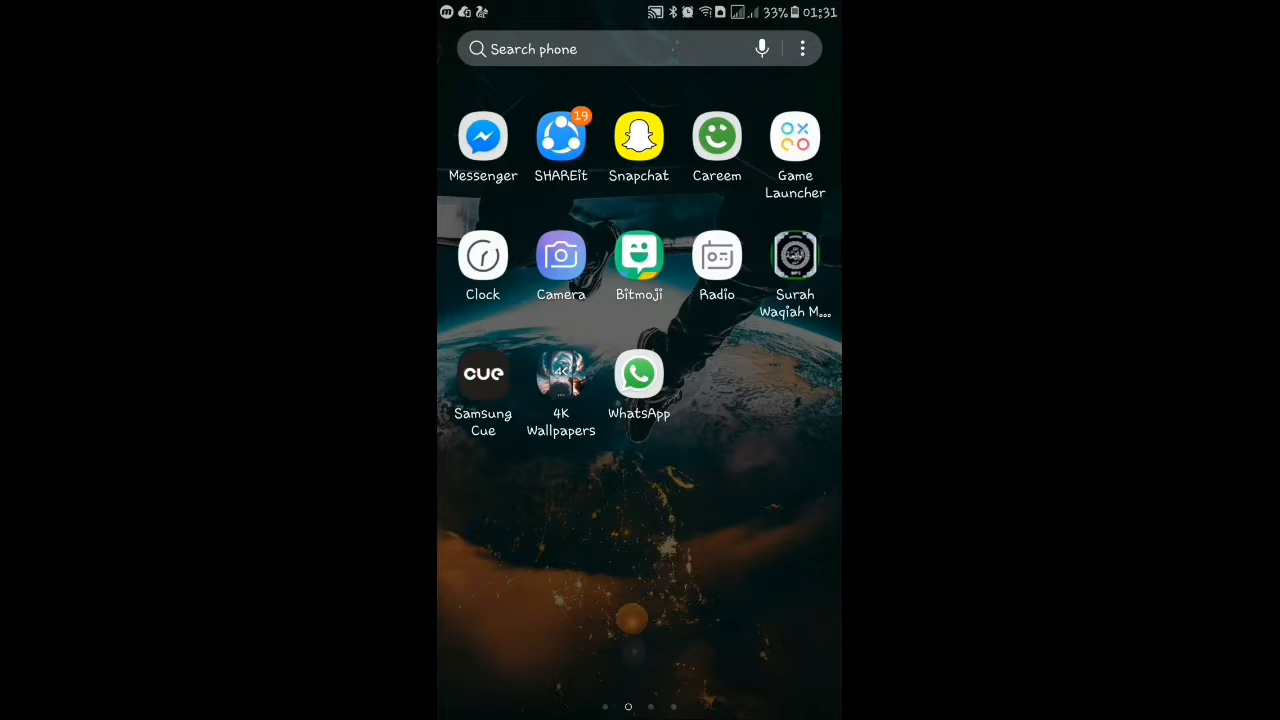 33% 01:31
Search phone
19
Messenger SHAREit Snapchat Careem Game
Launcher
Clock Camera Bitmoji Radio Surah
Waqiah M...
cue 4K
Samsung 4K WhatsApp
Cue Wallpapers